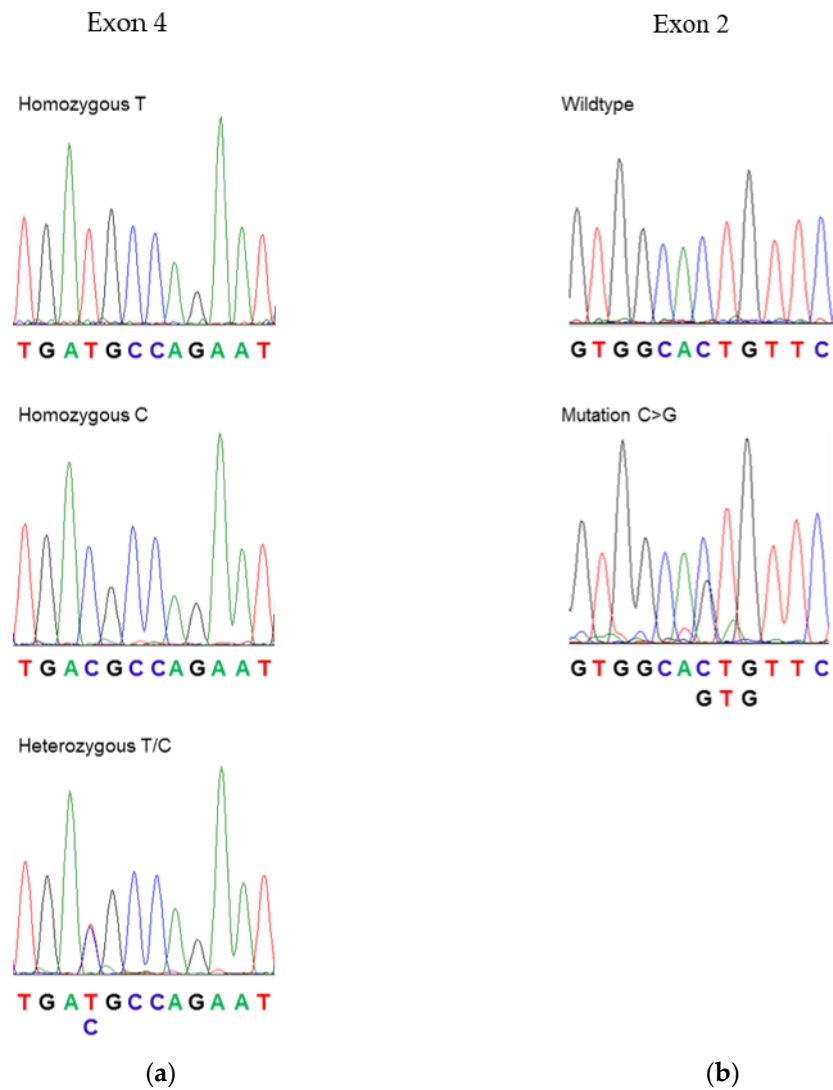 Exon 4
Homozygous T
TGATGCCAGAAT
Homozygous C
TGACGCCAGAAT
Heterozygous T/C
TGATGCCAGAAT
C
(a)
Exon 2
Wildtype
GTGGCACTGTTC
Mutation C>G
GTGGCACTGTTC
GTG
(b)